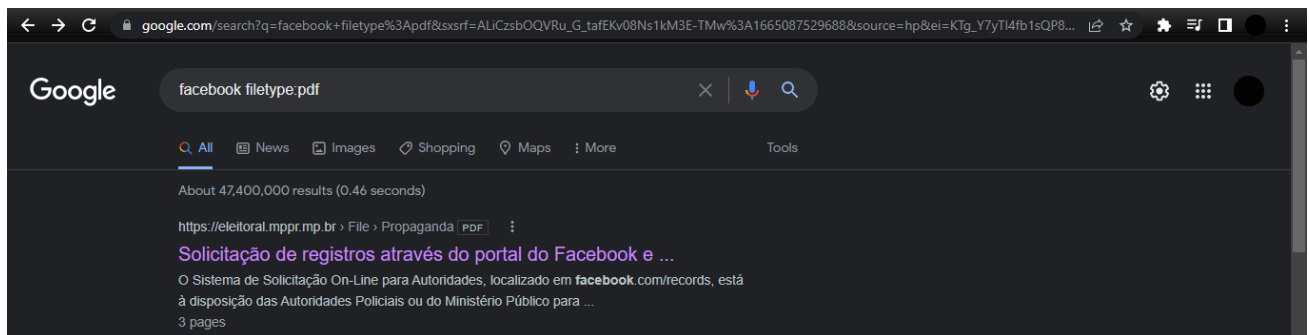 google.com/search?q=facebook+filetype%3Apdf&sxsrf=ALiCzsbOQVRu_G_tafEKv08Ns1kM3E-TMw%3A1665087529688&source=hp&ei=KTg_Y7yTI4fb1sQP8...
Google facebook filetype:pdf
All News Images Shopping Maps More Tools
About 47,400,000 results (0.46 seconds)
https://eleitoral.mppr.mp.br › File › Propaganda PDF
Solicitação de registros através do portal do Facebook e ...
O Sistema de Solicitação On-Line para Autoridades, localizado em facebook.com/records, está
à disposição das Autoridades Policiais ou do Ministério Público para ...
3 pages